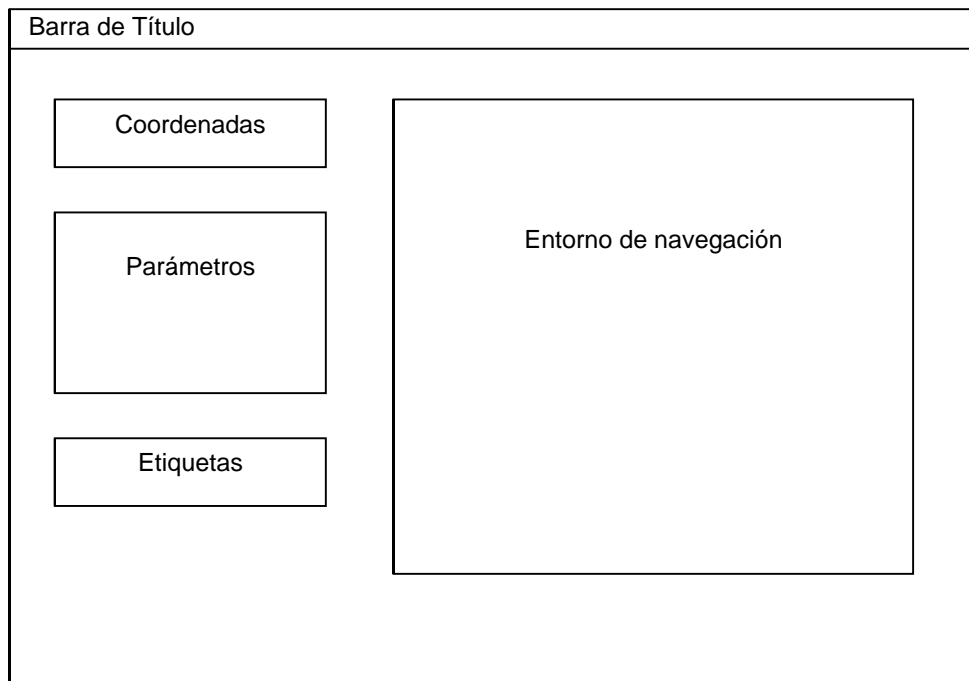 Barra de Título
Coordenadas
Parámetros
Etiquetas
Entorno de navegación